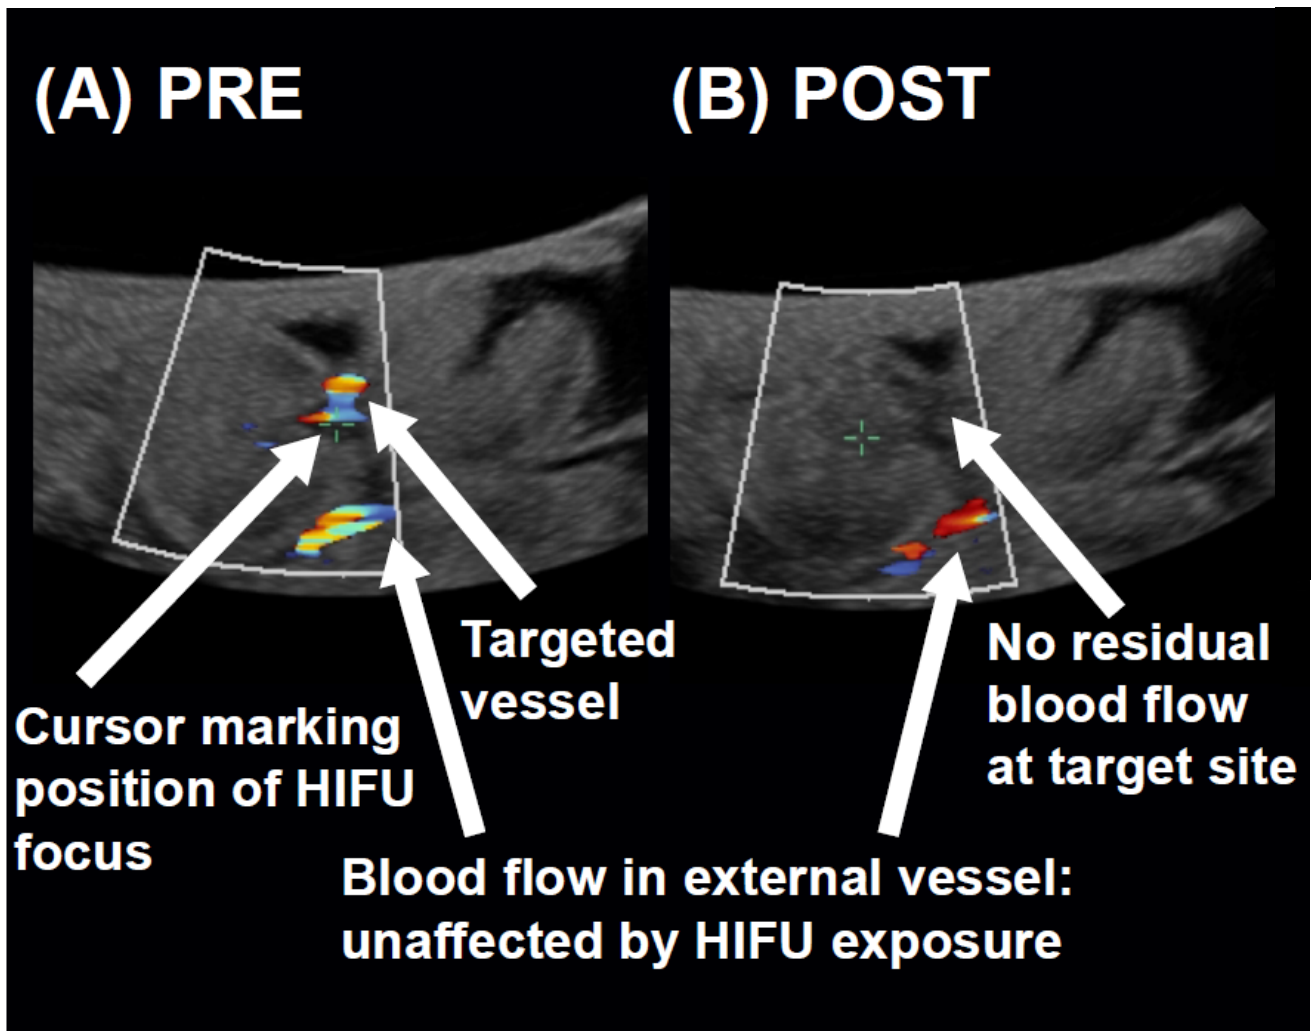 (A) PRE
(B) POST
Targeted
vessel
No residual
blood flow
at target site
Cursor marking
position of HIFU
focus
Blood flow in external vessel:
unaffected by HIFU exposure